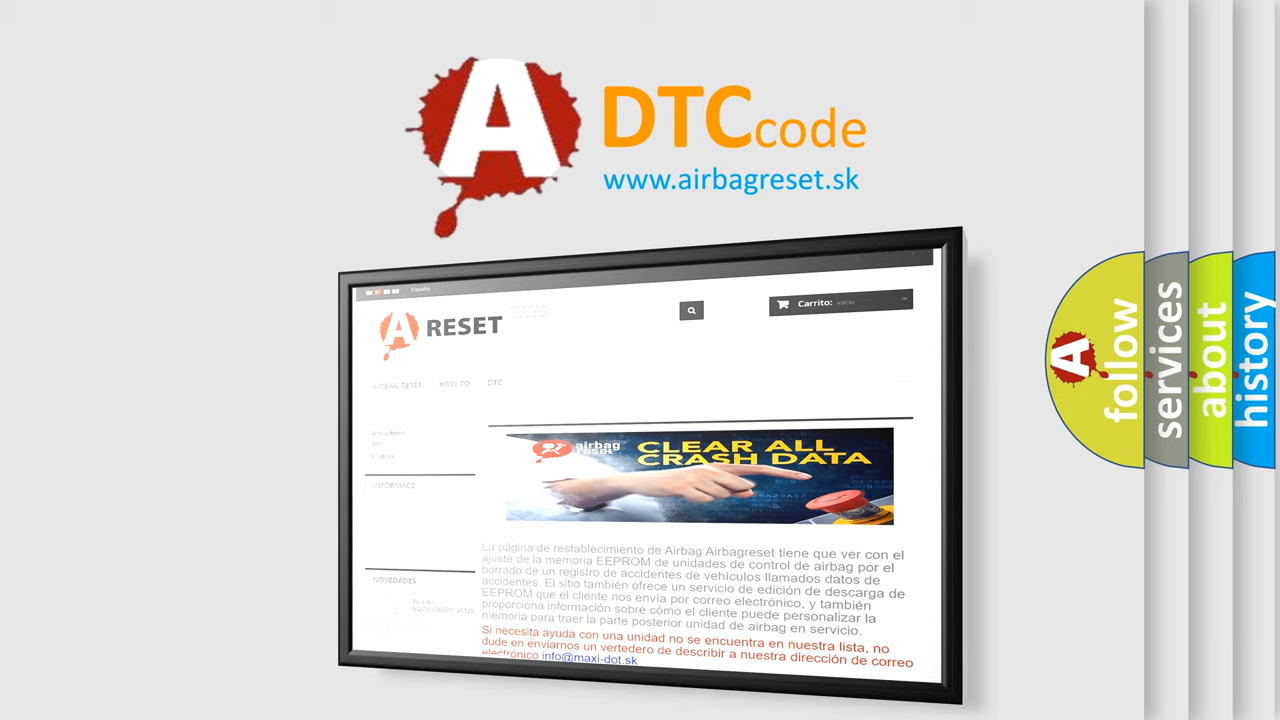 A
DTCcode
www.airbagreset.sk
Español
A RESET
Carrito: vacío
AIRBAG RESET HOW TO DTC
INFORMACE
NOVEDADES
airbag
reset
CLEAR ALL
CRASH DATA
La página de restablecimiento de Airbag Airbagreset tiene que ver con el
ajuste de la memoria EEPROM de unidades de control de airbag por el
borrado de un registro de accidentes de vehículos llamados datos de
accidentes. El sitio también ofrece un servicio de edición de descarga de
EEPROM que el cliente nos envía por correo electrónico, y también
proporciona información sobre cómo el cliente puede personalizar la
memoria para traer la parte posterior unidad de airbag en servicio.
Si necesita ayuda con una unidad no se encuentra en nuestra lista, no
dude en enviarnos un vertedero de describir a nuestra dirección de correo
electrónico info@maxi-dot.sk
A
follow
services
about
history